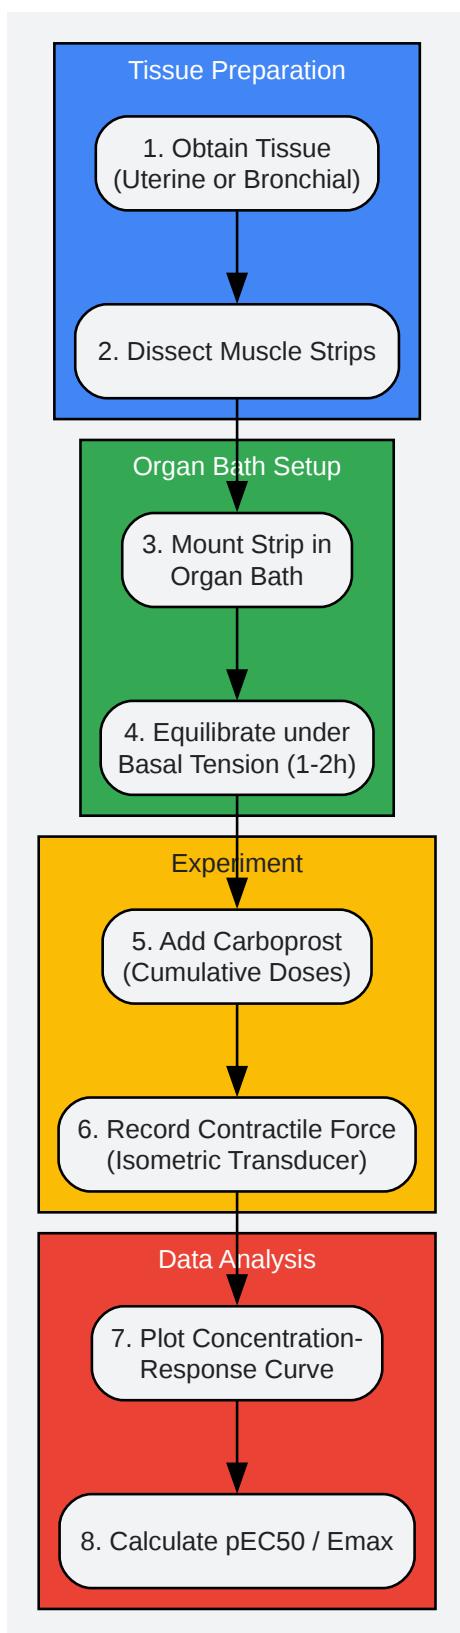 Tissue Preparation
1. Obtain Tissue
(Uterine or Bronchial)
2. Dissect Muscle Strips
Organ Bath Setup
3. Mount Strip in
Organ Bath
4. Equilibrate under
Basal Tension (1-2h)
Experiment
5. Add Carboprost
(Cumulative Doses)
6. Record Contractile Force
(Isometric Transducer)
Data Analysis
7. Plot Concentration-
Response Curve
8. Calculate pEC50 / Emax